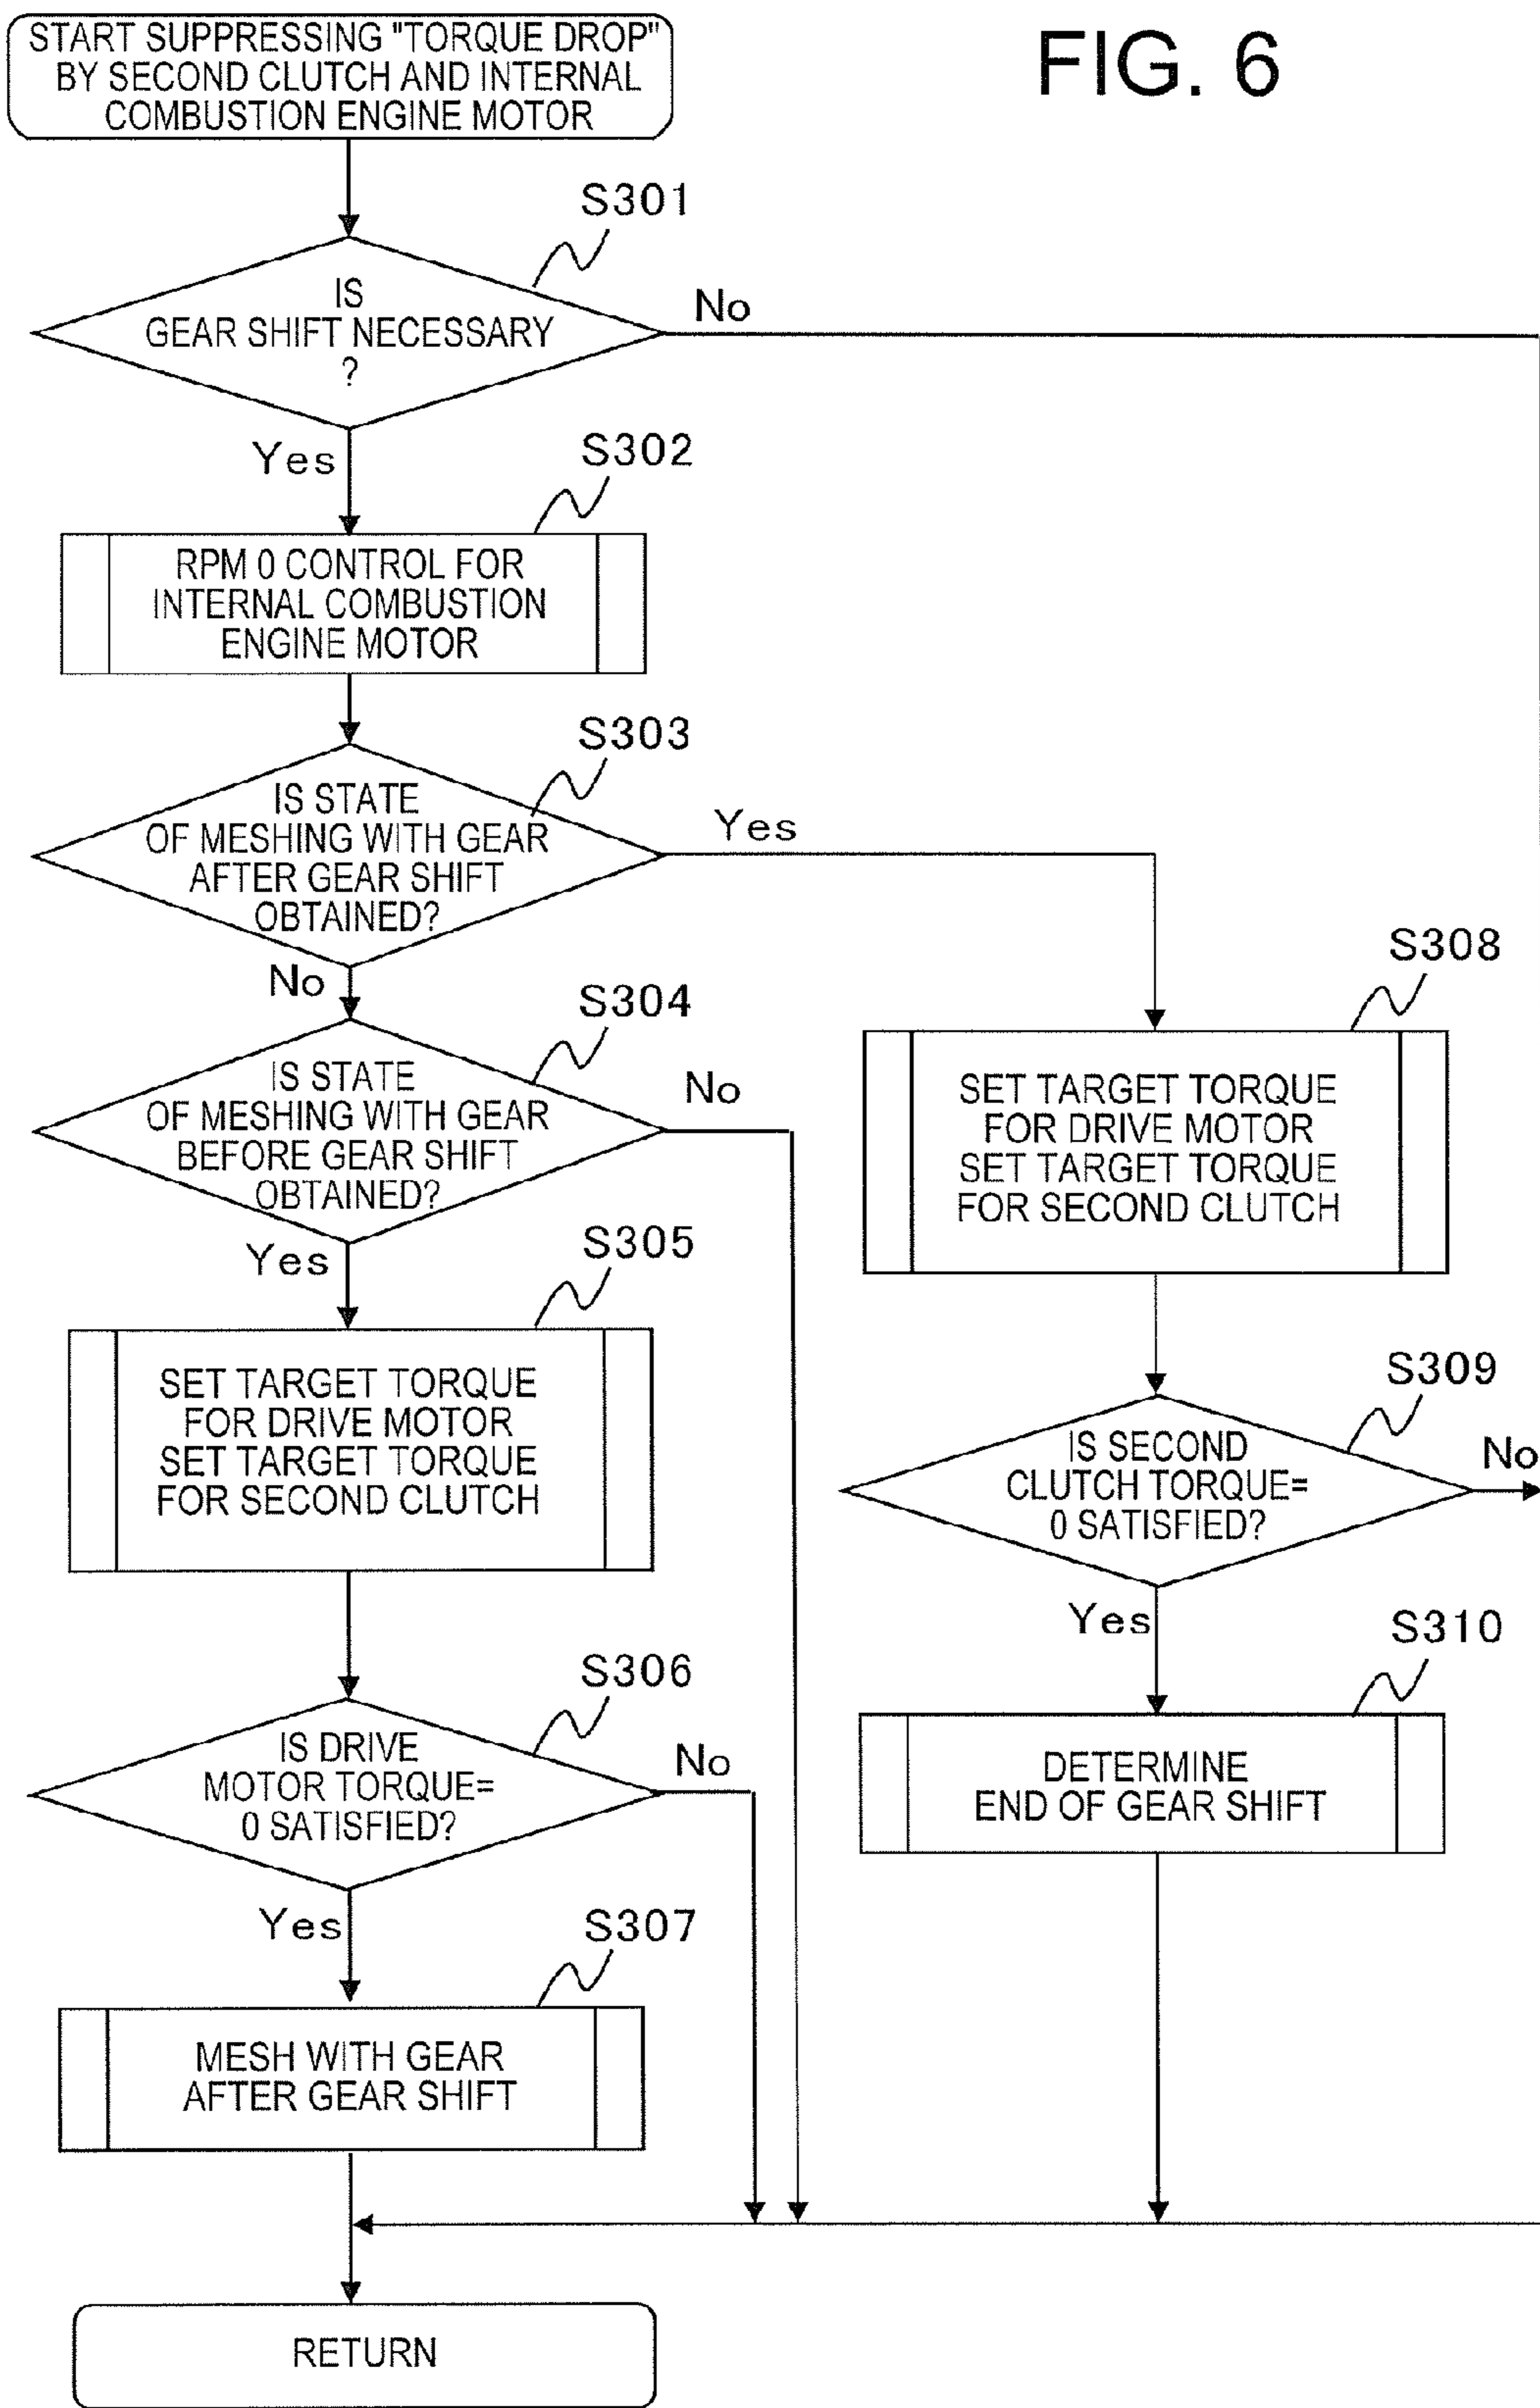 FIG. 6
START SUPPRESSING "TORQUE DROP"
BY SECOND CLUTCH AND INTERNAL
COMBUSTION ENGINE MOTOR
S301
IS
GEAR SHIFT NECESSARY
?
No
Yes
S302
RPM 0 CONTROL FOR
INTERNAL COMBUSTION
ENGINE MOTOR
S303
IS STATE
OF MESHING WITH GEAR
AFTER GEAR SHIFT
OBTAINED?
Yes
No
S304
IS STATE
OF MESHING WITH GEAR
BEFORE GEAR SHIFT
OBTAINED?
No
Yes
S305
SET TARGET TORQUE
FOR DRIVE MOTOR
SET TARGET TORQUE
FOR SECOND CLUTCH
S306
IS DRIVE
MOTOR TORQUE=
0 SATISFIED?
No
Yes
S307
MESH WITH GEAR
AFTER GEAR SHIFT
S308
SET TARGET TORQUE
FOR DRIVE MOTOR
SET TARGET TORQUE
FOR SECOND CLUTCH
S309
IS SECOND
CLUTCH TORQUE=
0 SATISFIED?
No
Yes
S310
DETERMINE
END OF GEAR SHIFT
RETURN